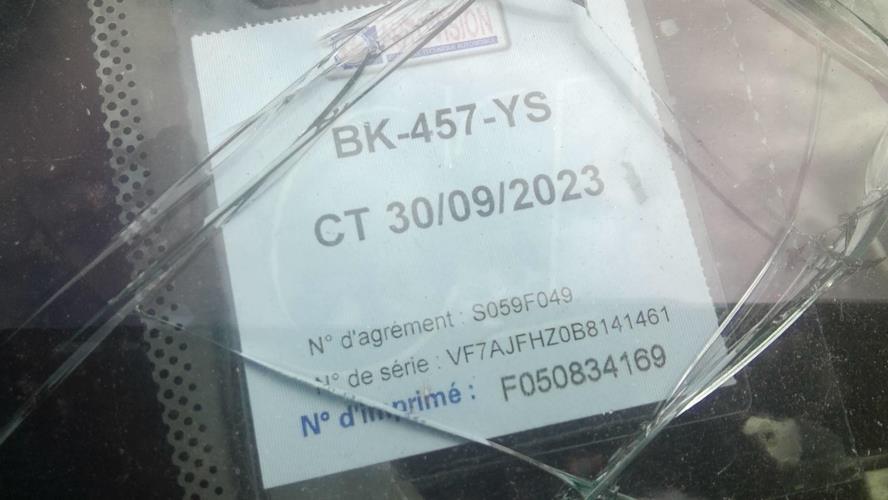 BK-457-YS
CT 30/09/2023
N° d'agrément : S059F049
N° de série : VF7AJFHZ0B8141461
N° d'imprimé : F050834169